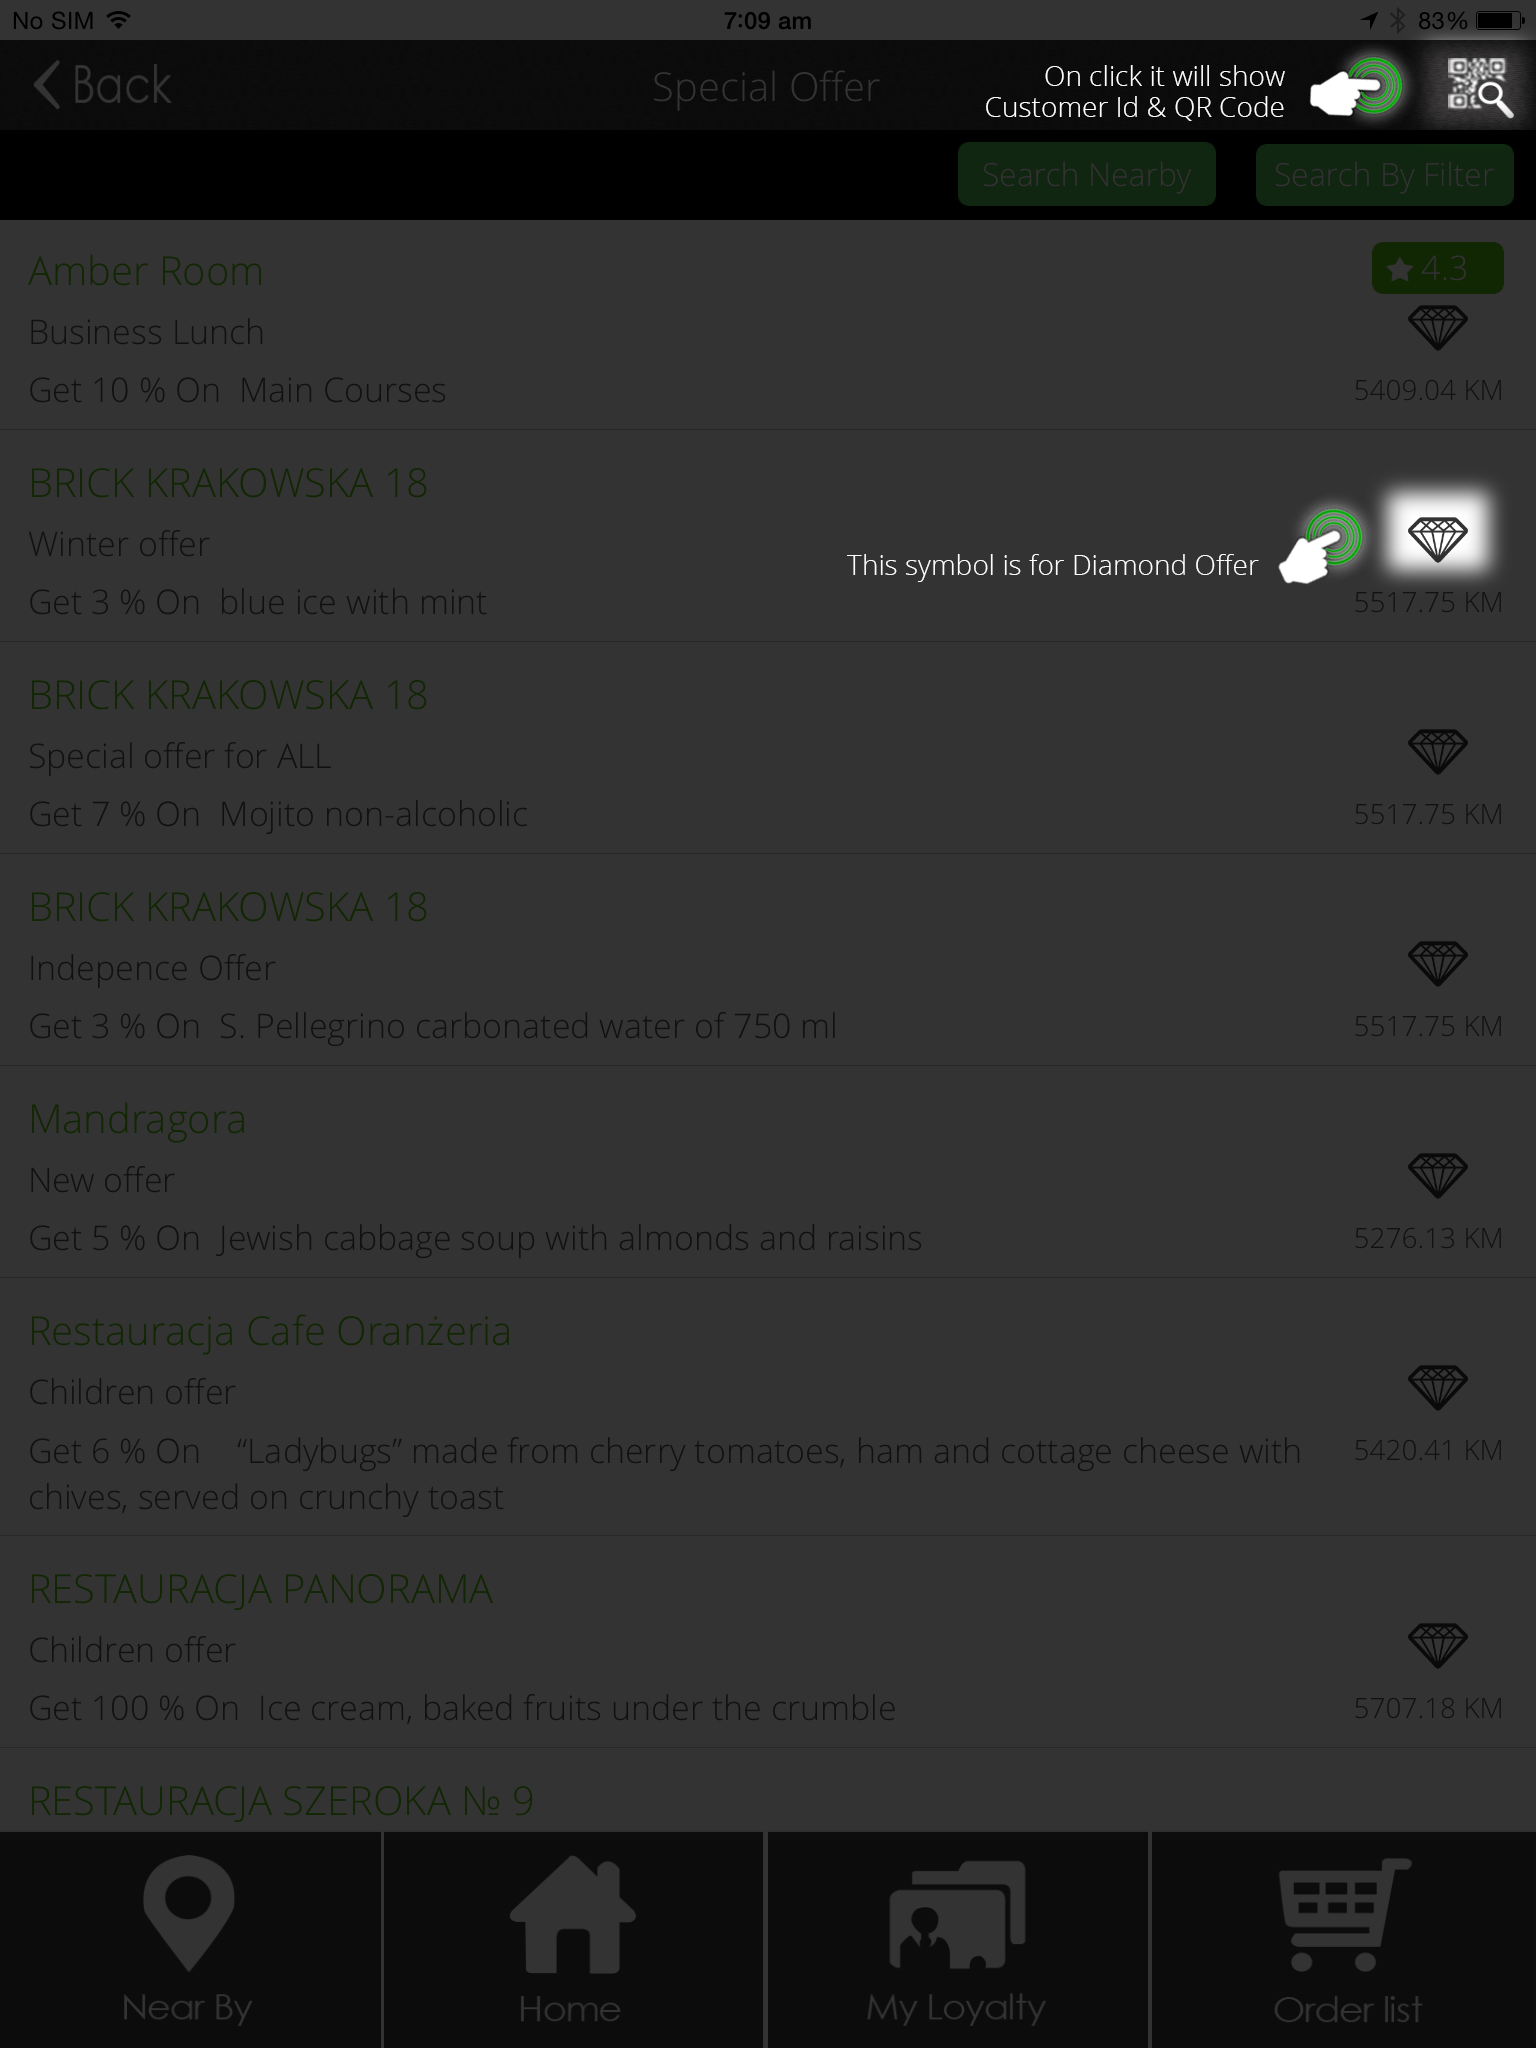 No SIM 7:09 am 83%
Back Special Offer
On click it will show
Customer Id & QR Code
Search Nearby Search By Filter
Amber Room 4.3
Business Lunch
Get 10 % On Main Courses 5409.04 KM
BRICK KRAKOWSKA 18
Winter offer
This symbol is for Diamond Offer
Get 3 % On blue ice with mint 5517.75 KM
BRICK KRAKOWSKA 18
Special offer for ALL
Get 7 % On Mojito non-alcoholic 5517.75 KM
BRICK KRAKOWSKA 18
Indepence Offer
Get 3 % On S. Pellegrino carbonated water of 750 ml 5517.75 KM
Mandragora
New offer
Get 5 % On Jewish cabbage soup with almonds and raisins 5276.13 KM
Restauracja Cafe Oranżeria
Children offer
Get 6 % On “Ladybugs” made from cherry tomatoes, ham and cottage cheese with 5420.41 KM
chives, served on crunchy toast
RESTAURACJA PANORAMA
Children offer
Get 100 % On Ice cream, baked fruits under the crumble 5707.18 KM
RESTAURACJA SZEROKA № 9
Near By Home My Loyalty Order list